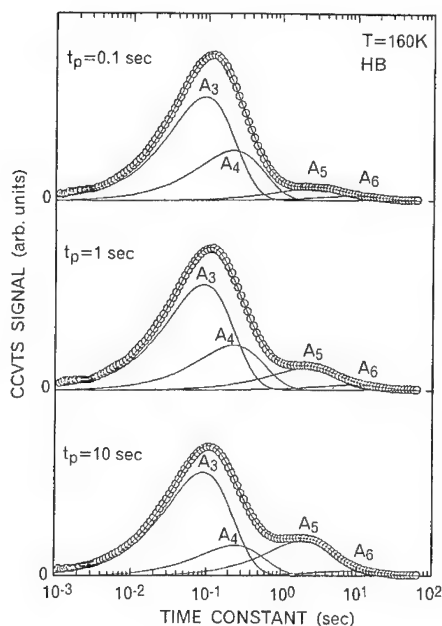 CCVTS SIGNAL (arb. units)
t_p=0.1 sec
T=160K
HB
A_3
A_4
A_5
A_6
0
t_p=1 sec
A_3
A_4
A_5
A_6
0
t_p=10 sec
A_3
A_4
A_5
A_6
0
10^-3 10^-2 10^-1 10^0 10^1 10^2
TIME CONSTANT (sec)